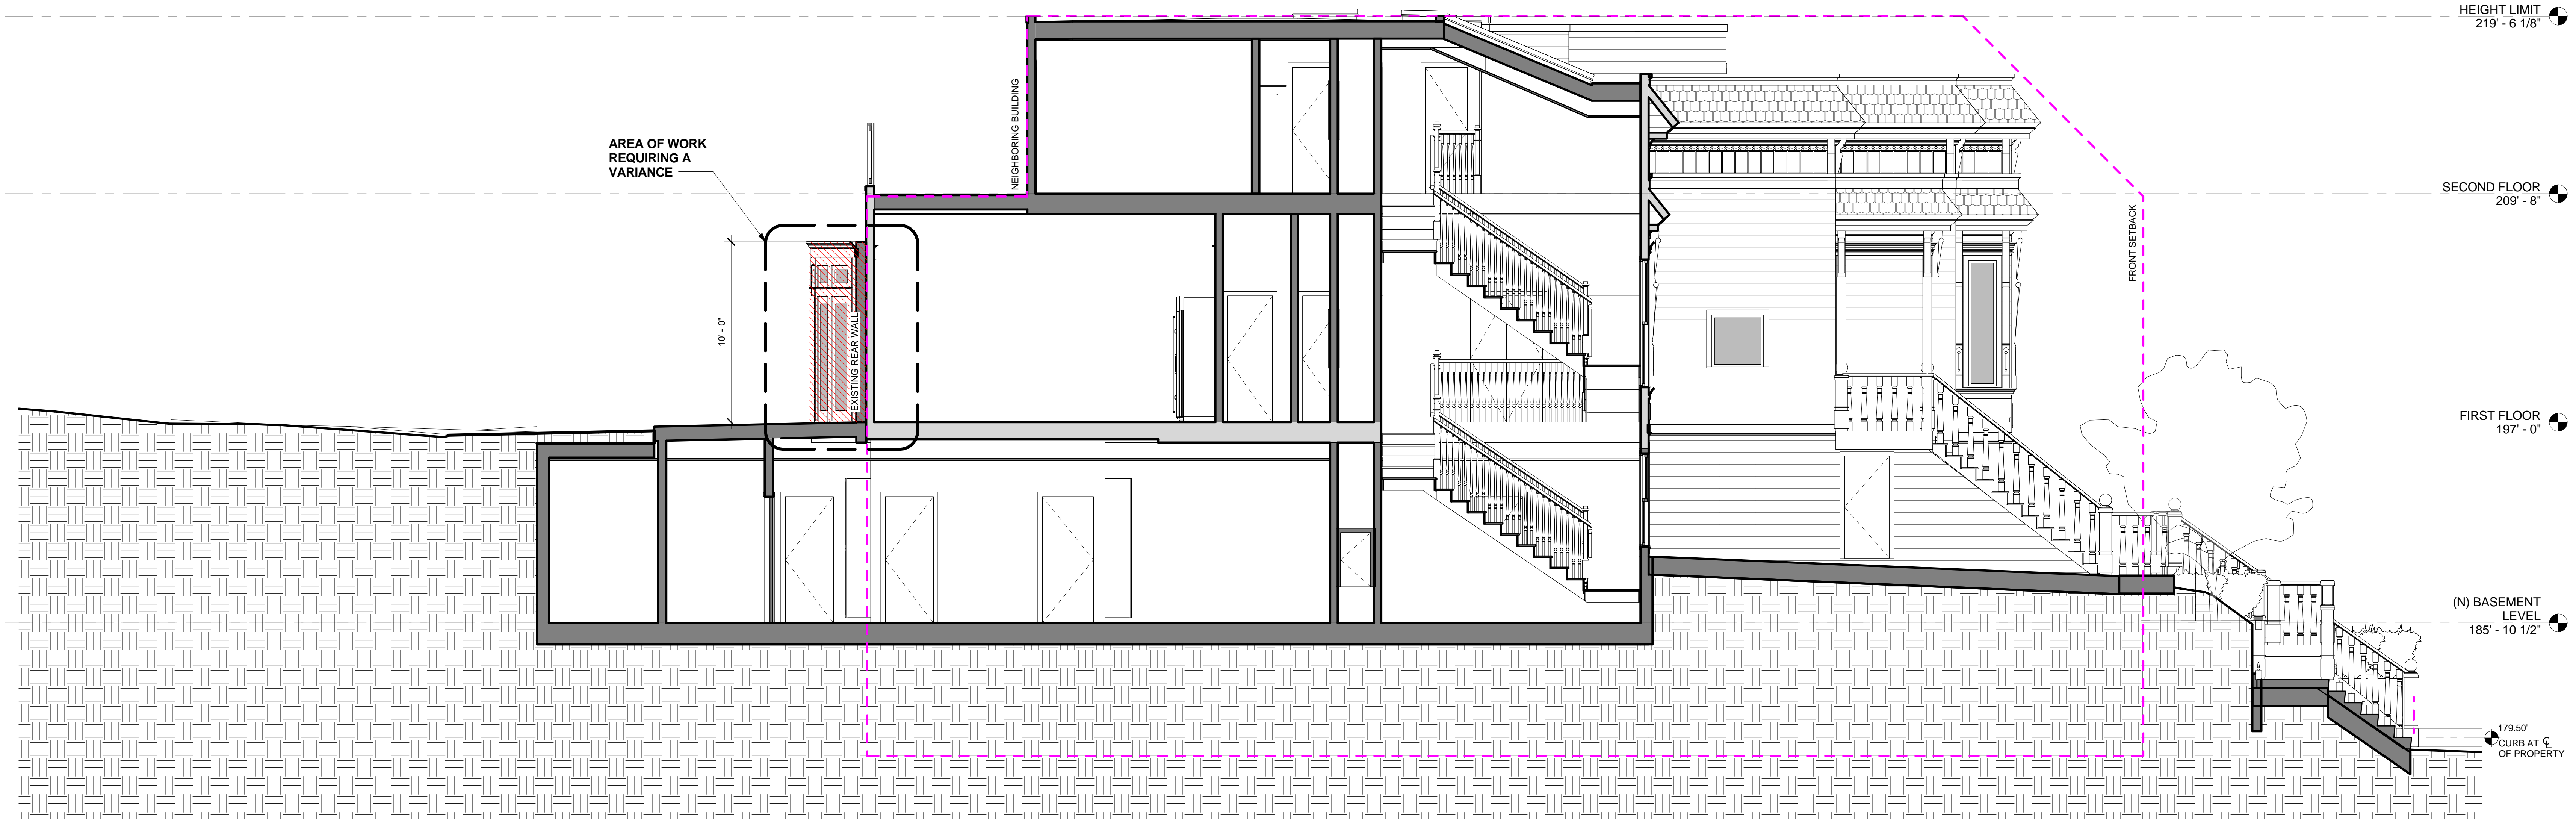 HEIGHT LIMIT
219' - 6 1/8"
NEIGHBORING BUILDING
AREA OF WORK
REQUIRING A
VARIANCE
SECOND FLOOR
209' - 8"
FRONT SETBACK
10' - 0"
EXISTING REAR WALL
FIRST FLOOR
197' - 0"
(N) BASEMENT
LEVEL
185' - 10 1/2"
179.50'
CURB AT ℄
OF PROPERTY